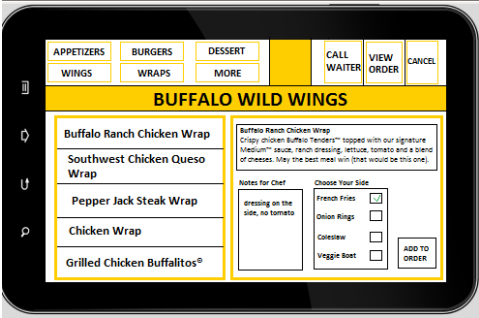 APPETIZERS BURGERS DESSERT
WINGS WRAPS MORE
CALL
WAITER
VIEW
ORDER
CANCEL
BUFFALO WILD WINGS
Buffalo Ranch Chicken Wrap
Southwest Chicken Queso
Wrap
Pepper Jack Steak Wrap
Chicken Wrap
Grilled Chicken Buffalitos®
Buffalo Ranch Chicken Wrap
Crispy chicken Buffalo Tenders™ topped with our signature
Medium™ sauce, ranch dressing, lettuce, tomato and a blend
of cheeses. May the best meal win (that would be this one).
Notes for Chef
dressing on the
side, no tomato
Choose Your Side
French Fries
Onion Rings
Coleslaw
Veggie Boat
ADD TO
ORDER